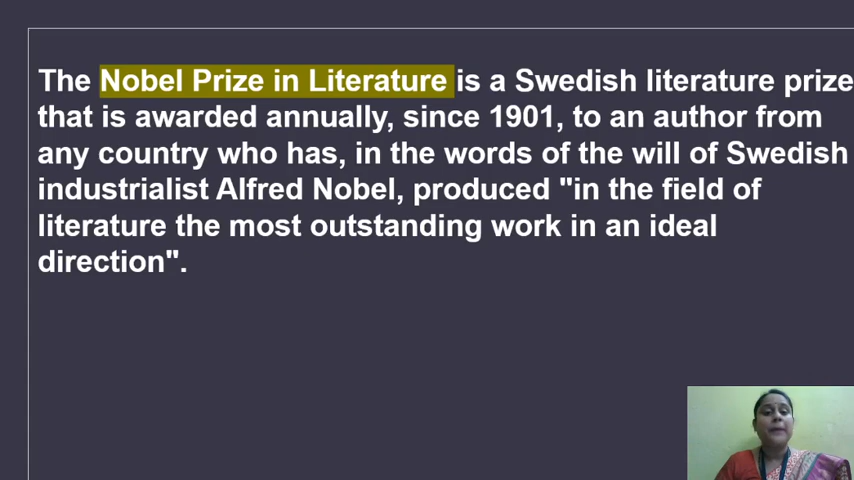 The Nobel Prize in Literature is a Swedish literature prize
that is awarded annually, since 1901, to an author from
any country who has, in the words of the will of Swedish
industrialist Alfred Nobel, produced "in the field of
literature the most outstanding work in an ideal
direction".